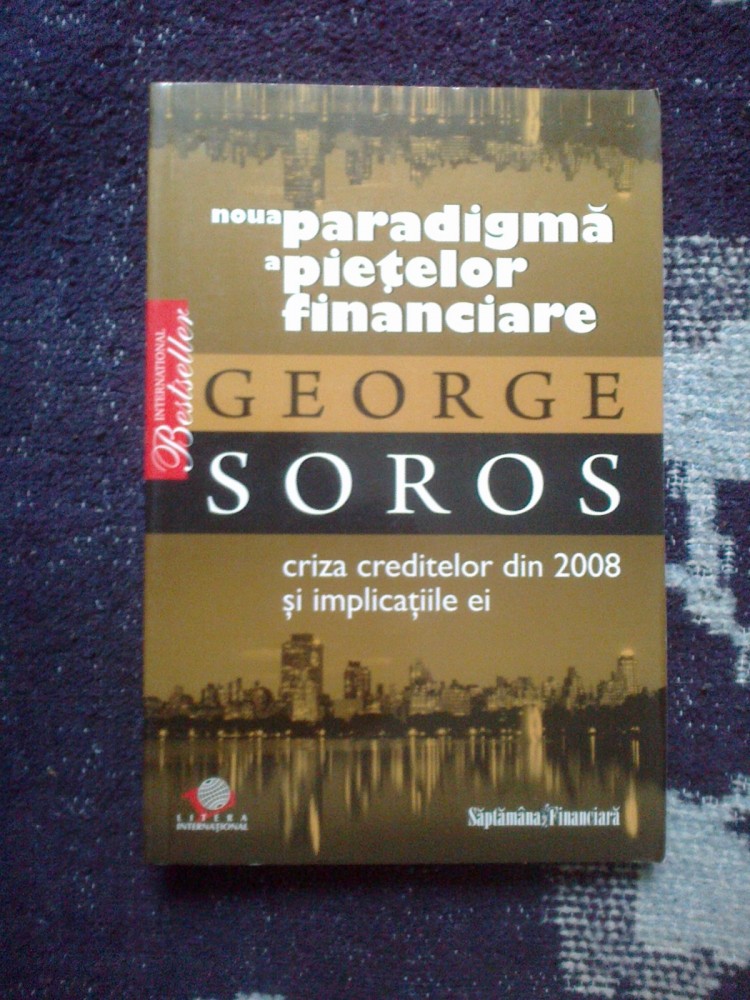 noua paradigmă
a pieţelor
financiare
INTERNATIONAL
Bestseller
GEORGE
SOROS
criza creditelor din 2008
şi implicaţiile ei
LITERA
INTERNAŢIONAL
Săptămâna Financiară